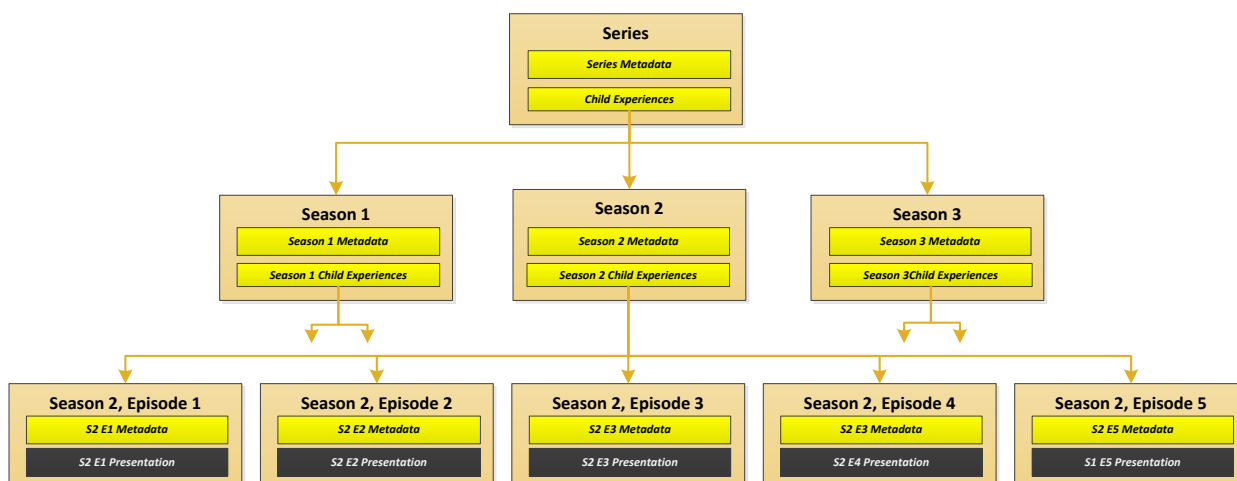 Series
Series Metadata
Child Experiences
Season 1
Season 1 Metadata
Season 1 Child Experiences
Season 2
Season 2 Metadata
Season 2 Child Experiences
Season 3
Season 3 Metadata
Season 3Child Experiences
Season 2, Episode 1
S2 E1 Metadata
S2 E1 Presentation
Season 2, Episode 2
S2 E2 Metadata
S2 E2 Presentation
Season 2, Episode 3
S2 E3 Metadata
S2 E3 Presentation
Season 2, Episode 4
S2 E3 Metadata
S2 E4 Presentation
Season 2, Episode 5
S2 E5 Metadata
S1 E5 Presentation